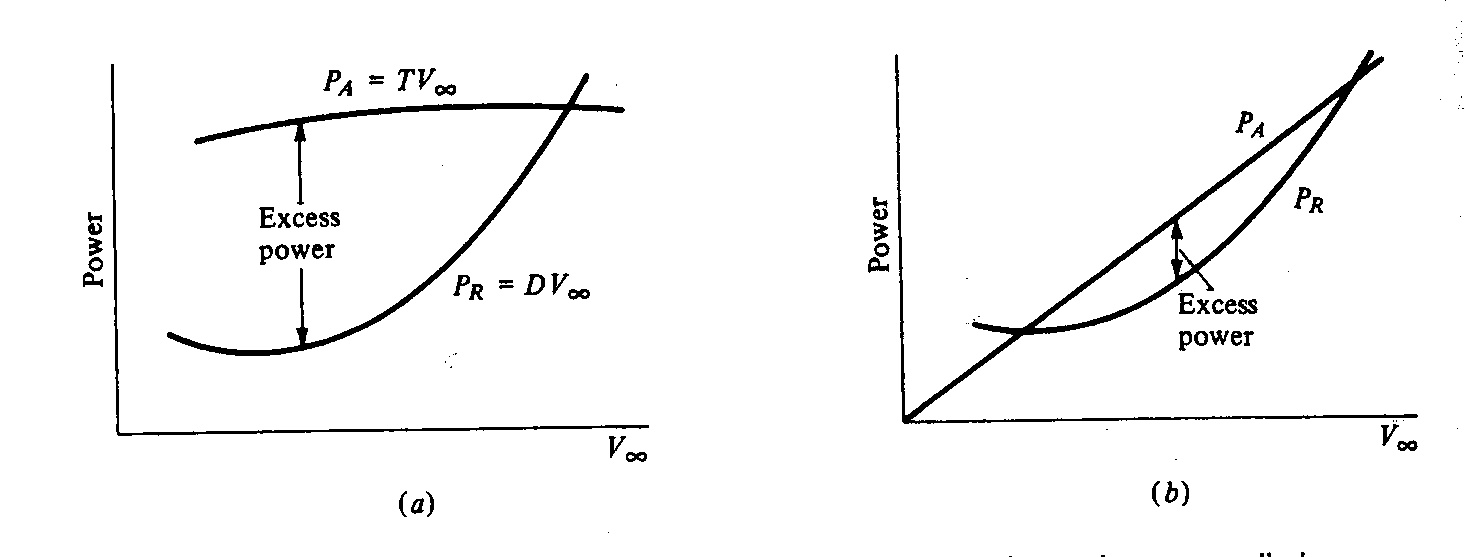 P_A = TV_∞
Excess
power
P_R = DV_∞
Power
V_∞
(a)
P_A
P_R
Excess
power
Power
V_∞
(b)